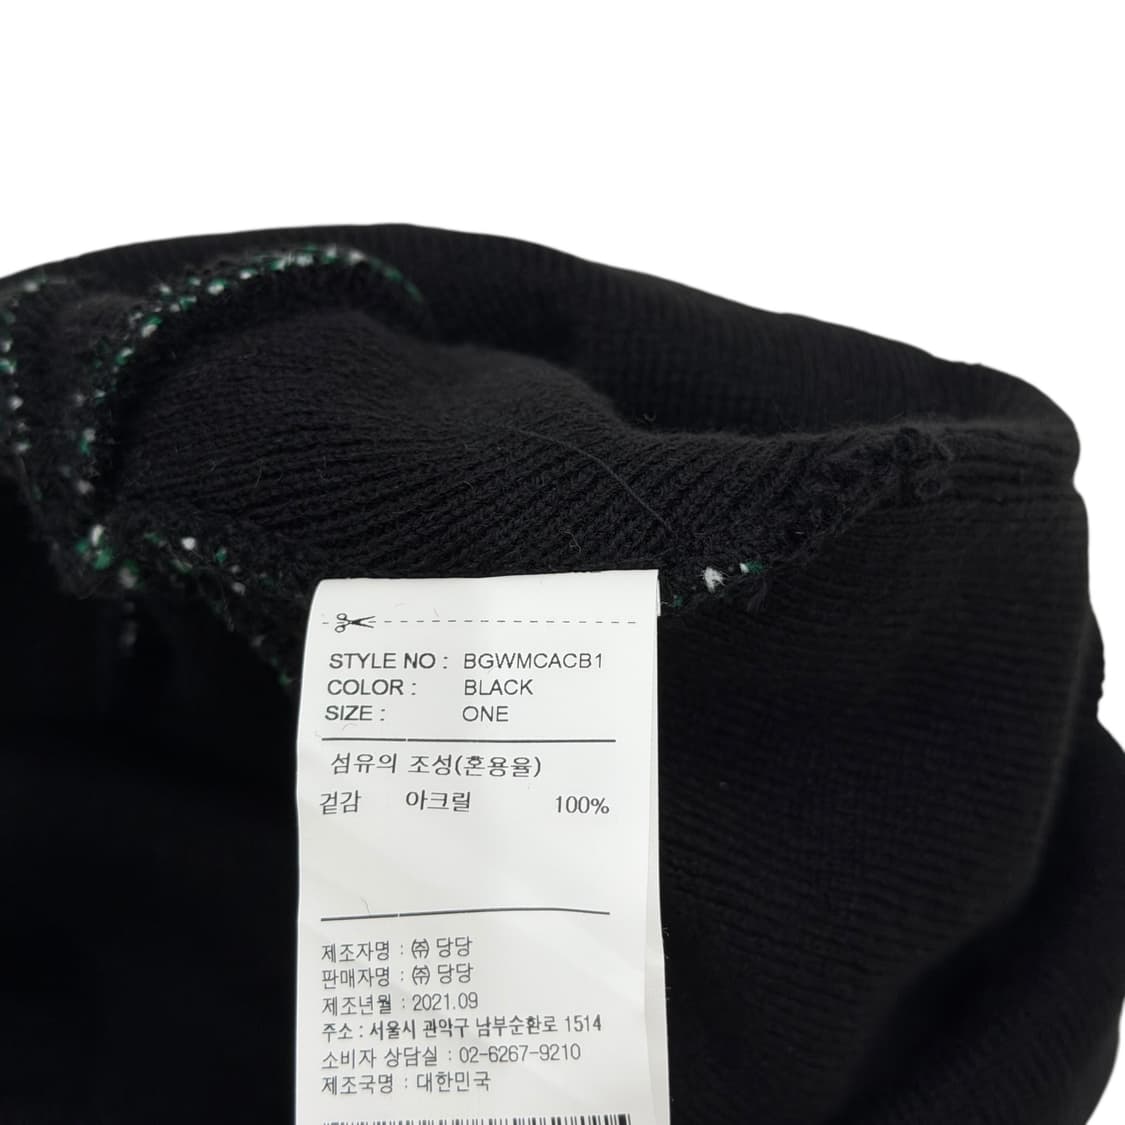 STYLE NO : BGWMCACB1
COLOR : BLACK
SIZE : ONE
섬유의 조성(혼용율)
겉감 아크릴 100%
제조자명 : ㈜ 당당
판매자명 : ㈜ 당당
제조년월 : 2021.09
주소 : 서울시 관악구 남부순환로 1514
소비자 상담실 : 02-6267-9210
제조국명 : 대한민국